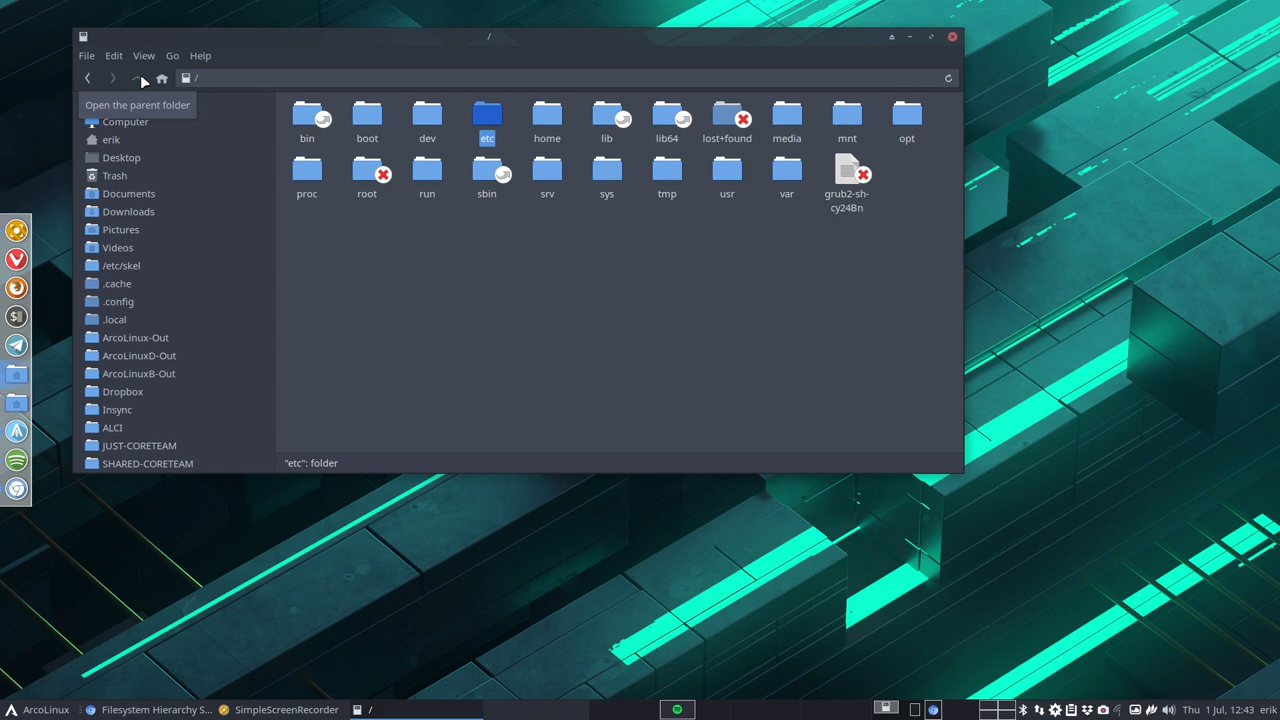 /
File Edit View Go Help
/
Open the parent folder
Computer
erik
Desktop
Trash
Documents
Downloads
Pictures
Videos
/etc/skel
.cache
.config
.local
ArcoLinux-Out
ArcoLinuxD-Out
ArcoLinuxB-Out
Dropbox
Insync
ALCI
JUST-CORETEAM
SHARED-CORETEAM
bin boot dev etc home lib lib64 lost+found media mnt opt
proc root run sbin srv sys tmp usr var grub2-sh-
cy24Bn
"etc": folder
ArcoLinux Filesystem Hierarchy S... SimpleScreenRecorder / Thu 1 Jul, 12:43 erik